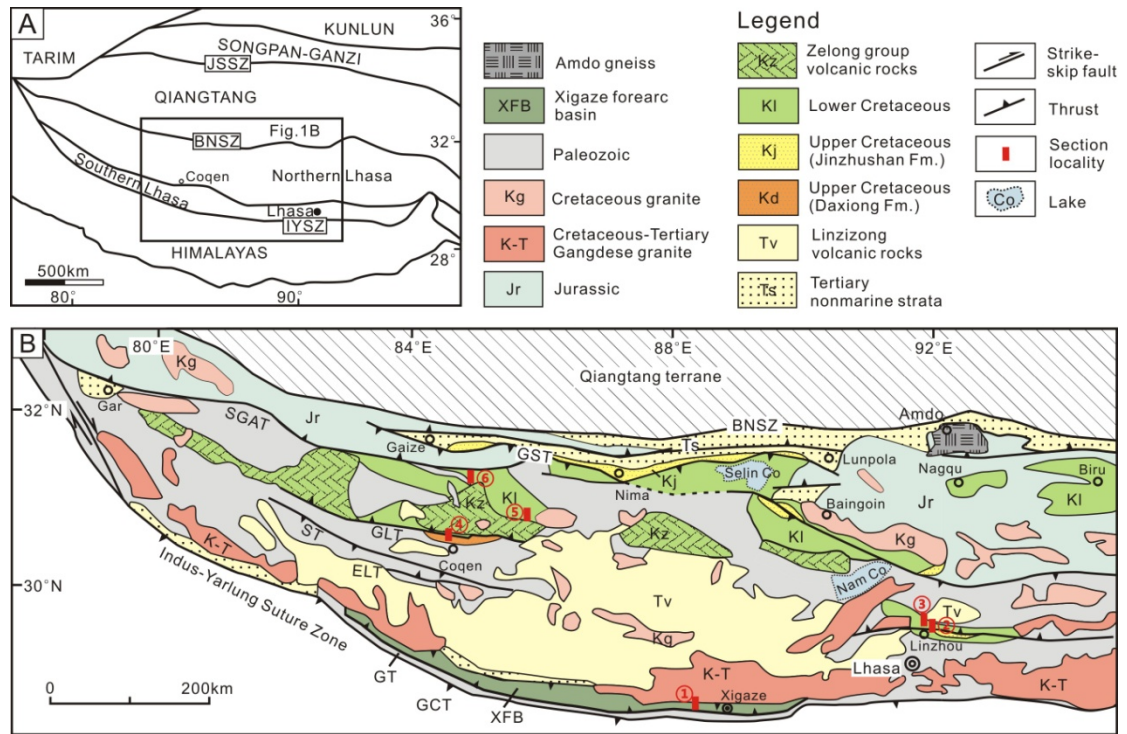 A
KUNLUN
36°
TARIM
SONGPAN-GANZI
JSSZ
QIANGTANG
Fig.1B
32°
BNSZ
Southern Lhasa
Coqen
Northern Lhasa
Lhasa
IYSZ
HIMALAYAS
28°
500km
80°
90°
Legend
Amdo gneiss
XFB
Xigaze forearc
basin
Paleozoic
Kg
Cretaceous granite
K-T
Cretaceous-Tertiary
Gangdese granite
Jr
Jurassic
Kz
Zelong group
volcanic rocks
Kl
Lower Cretaceous
Kj
Upper Cretaceous
(Jinzhushan Fm.)
Kd
Upper Cretaceous
(Daxiong Fm.)
Tv
Linzizong
volcanic rocks
Ts
Tertiary
nonmarine strata
Strike-
skip fault
Thrust
Section
locality
Co
Lake
B
80°E
84°E
88°E
92°E
Kg
Qiangtang terrane
32°N
Gar
SGAT
Jr
Gaize
GST
Ts
BNSZ
Amdo
Kj
Selin Co
Lunpola
Nagqu
Biru
⑥
Kz
Kl
⑤
Nima
Baingoin
Jr
Kl
④
Kz
Kl
Kg
ST
GLT
Coqen
K-T
30°N
ELT
Nam Co
Indus-Yarlung Suture Zone
Tv
③
Tv
②
Kg
Linzhou
Lhasa
0
200km
GT
K-T
K-T
①
Xigaze
GCT
XFB